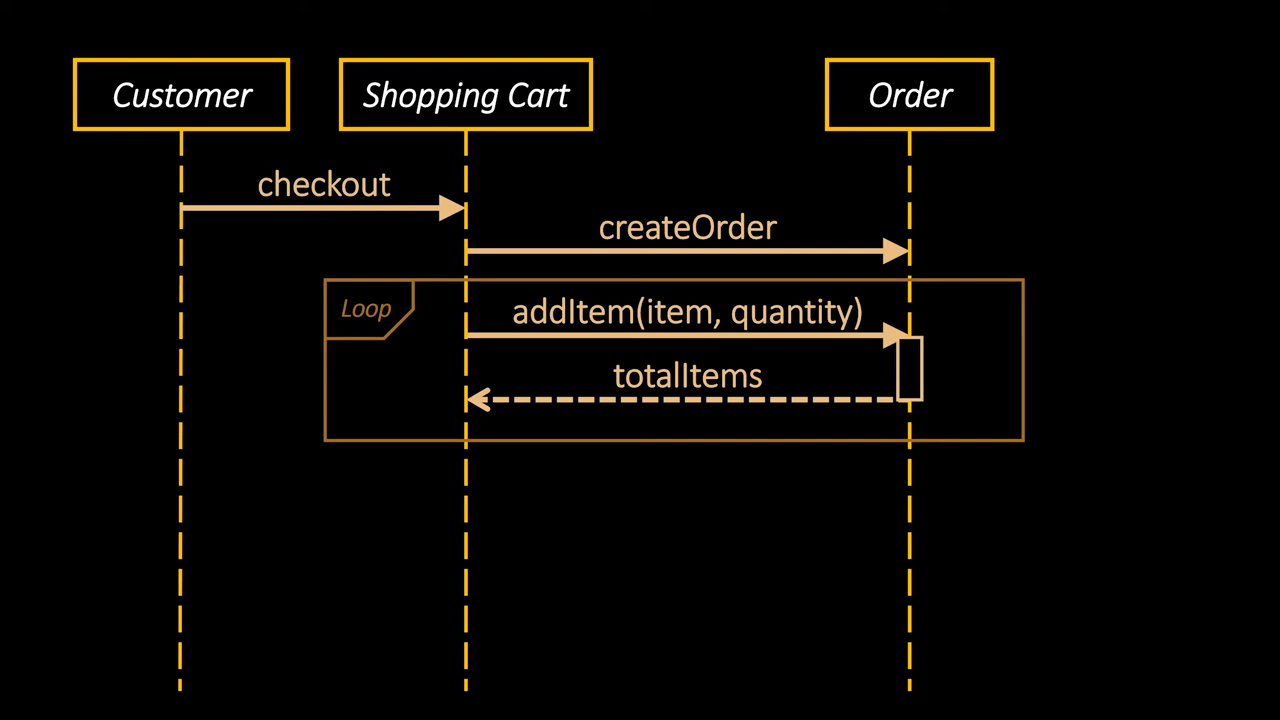 Customer
Shopping Cart
Order
checkout
createOrder
Loop
addItem(item, quantity)
totalItems